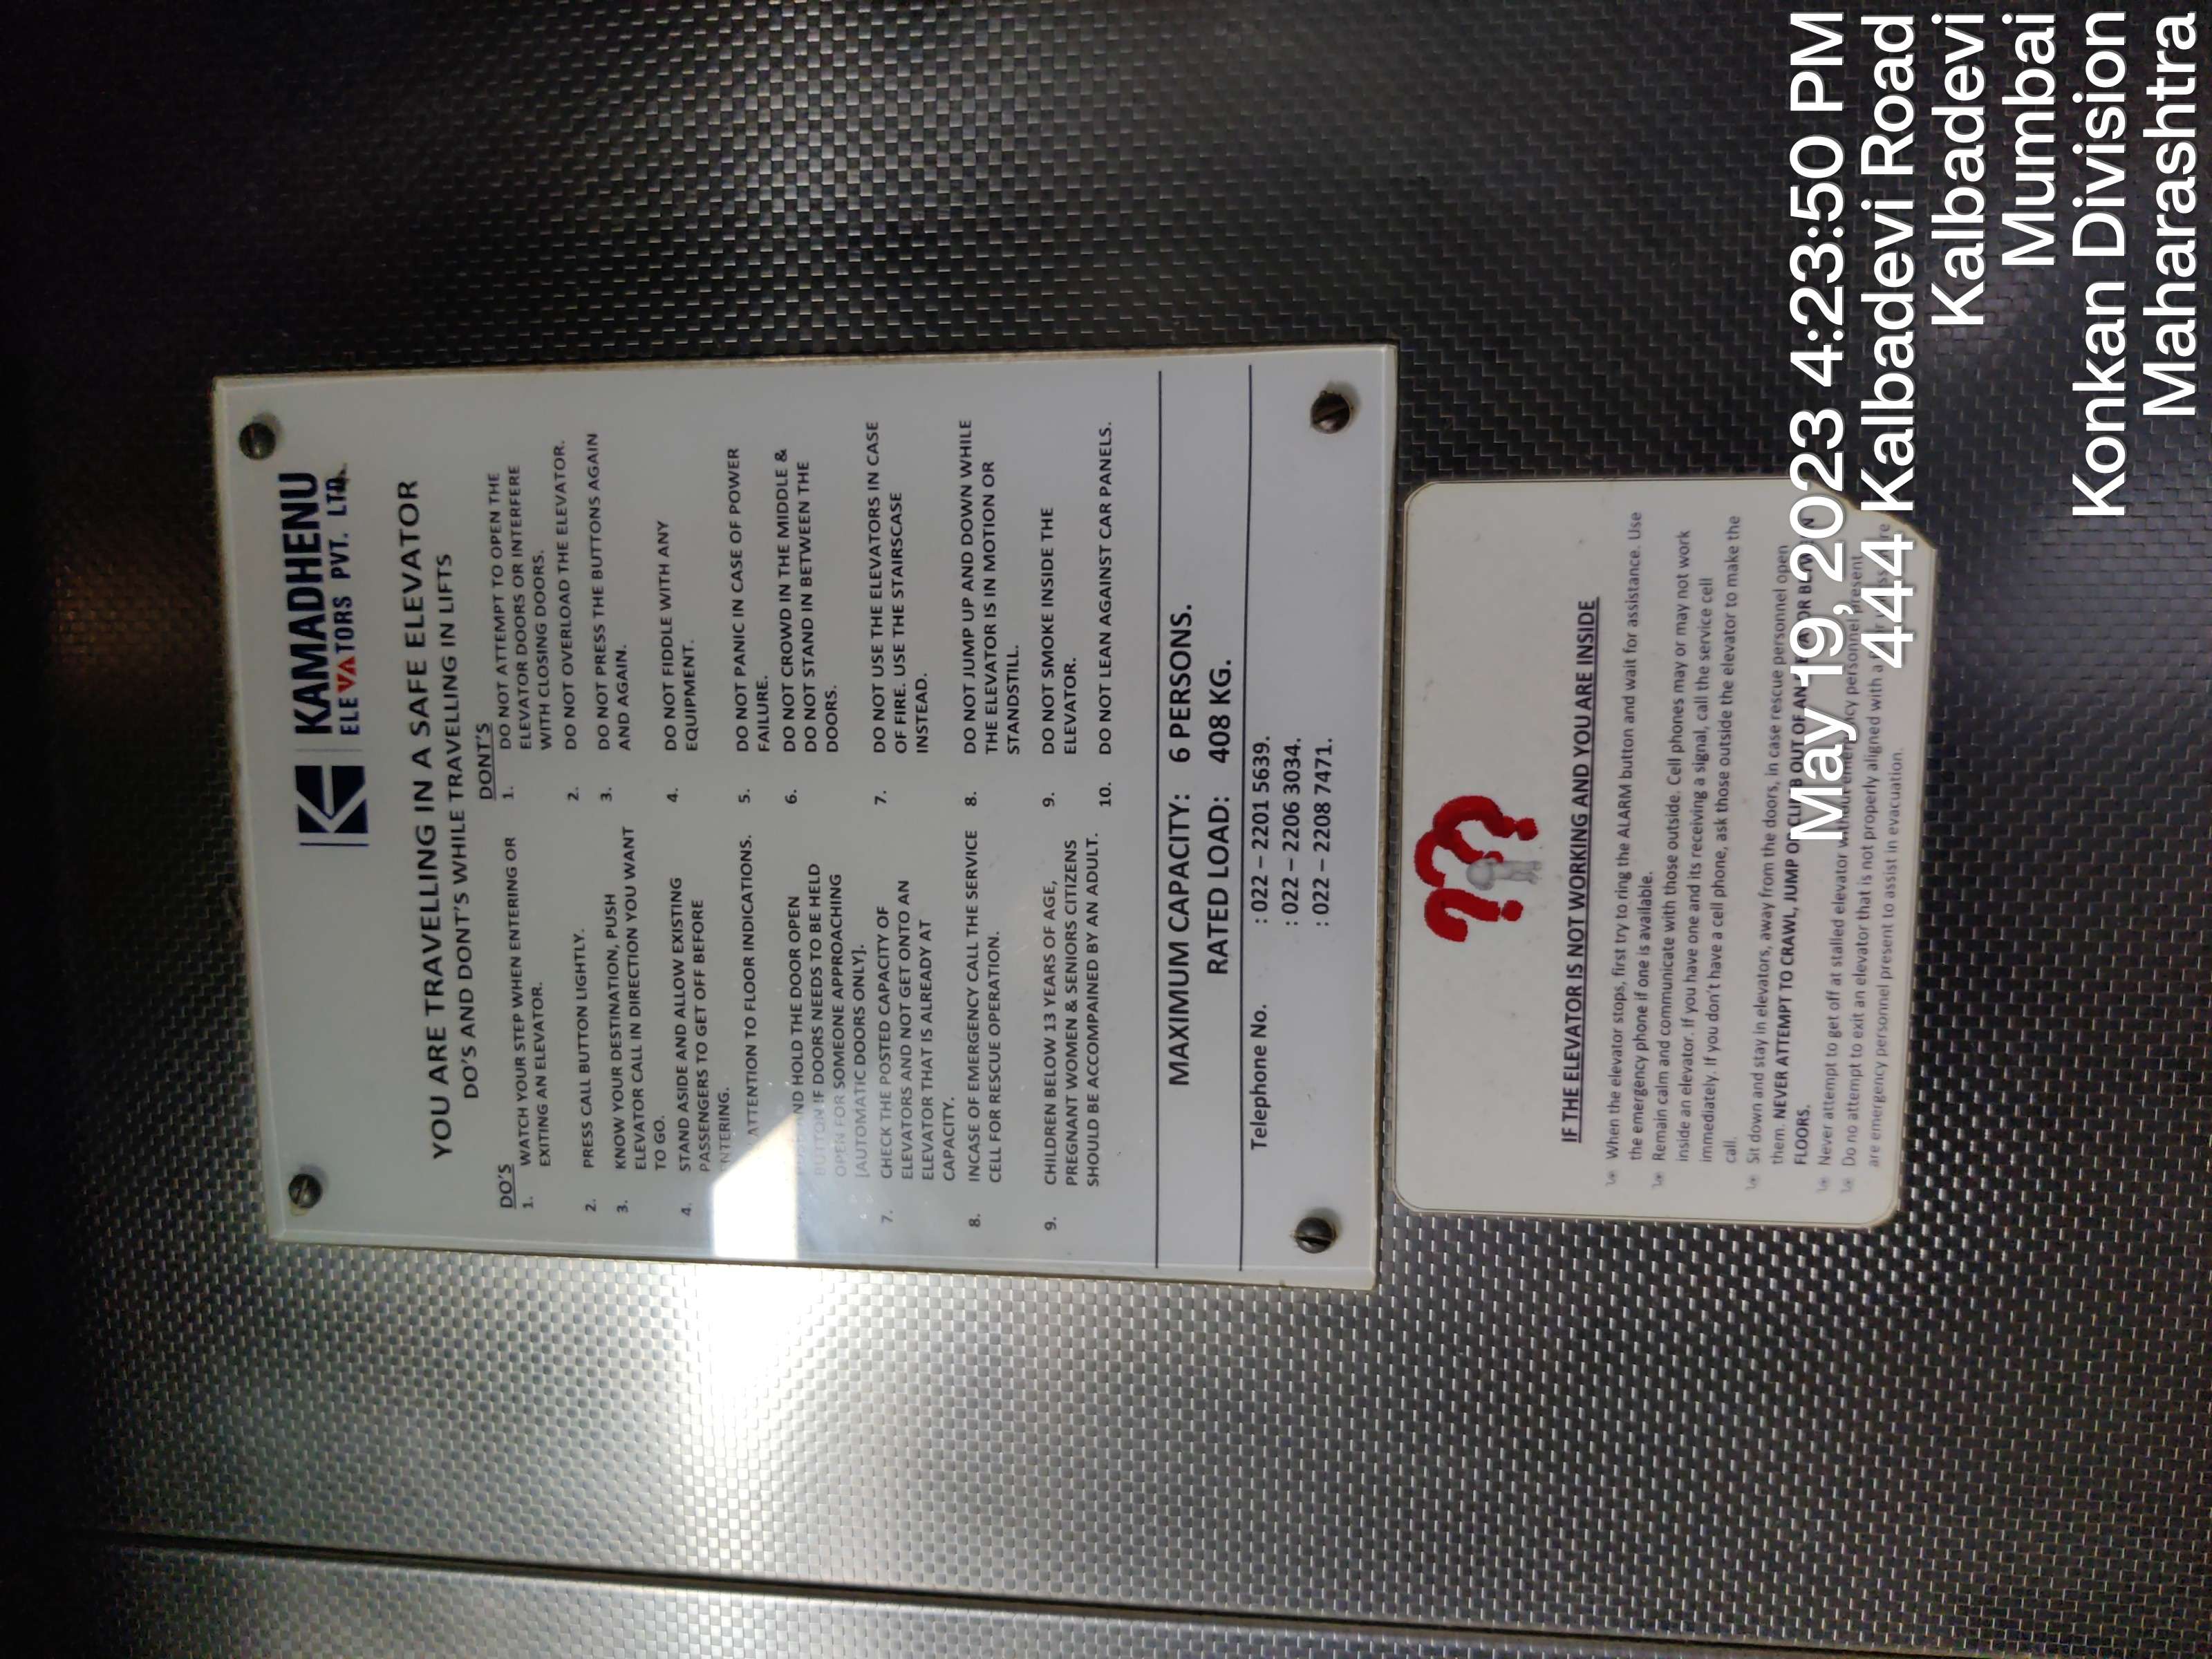 KAMADHENU
ELEVATORS PVT. LTD.
YOU ARE TRAVELLING IN A SAFE ELEVATOR
DO'S AND DONT'S WHILE TRAVELLING IN LIFTS
DO'S
1. WATCH YOUR STEP WHEN ENTERING OR
EXITING AN ELEVATOR.
2. PRESS CALL BUTTON LIGHTLY.
3. KNOW YOUR DESTINATION, PUSH
ELEVATOR CALL IN DIRECTION YOU WANT
TO GO.
4. STAND ASIDE AND ALLOW EXISTING
PASSENGERS TO GET OFF BEFORE
ENTERING.
ATTENTION TO FLOOR INDICATIONS.
AND HOLD THE DOOR OPEN
BUTTON IF DOORS NEEDS TO BE HELD
OPEN FOR SOMEONE APPROACHING
[AUTOMATIC DOORS ONLY].
7. CHECK THE POSTED CAPACITY OF
ELEVATORS AND NOT GET ONTO AN
ELEVATOR THAT IS ALREADY AT
CAPACITY.
8. INCASE OF EMERGENCY CALL THE SERVICE
CELL FOR RESCUE OPERATION.
9. CHILDREN BELOW 13 YEARS OF AGE,
PREGNANT WOMEN & SENIORS CITIZENS
SHOULD BE ACCOMPAINED BY AN ADULT.
DONT'S
1. DO NOT ATTEMPT TO OPEN THE
ELEVATOR DOORS OR INTERFERE
WITH CLOSING DOORS.
2. DO NOT OVERLOAD THE ELEVATOR.
3. DO NOT PRESS THE BUTTONS AGAIN
AND AGAIN.
4. DO NOT FIDDLE WITH ANY
EQUIPMENT.
5. DO NOT PANIC IN CASE OF POWER
FAILURE.
6. DO NOT CROWD IN THE MIDDLE &
DO NOT STAND IN BETWEEN THE
DOORS.
7. DO NOT USE THE ELEVATORS IN CASE
OF FIRE. USE THE STAIRSCASE
INSTEAD.
8. DO NOT JUMP UP AND DOWN WHILE
THE ELEVATOR IS IN MOTION OR
STANDSTILL.
9. DO NOT SMOKE INSIDE THE
ELEVATOR.
10. DO NOT LEAN AGAINST CAR PANELS.
MAXIMUM CAPACITY: 6 PERSONS.
RATED LOAD: 408 KG.
Telephone No. : 022 – 2201 5639.
: 022 – 2206 3034.
: 022 – 2208 7471.
IF THE ELEVATOR IS NOT WORKING AND YOU ARE INSIDE
When the elevator stops, first try to ring the ALARM button and wait for assistance. Use
the emergency phone if one is available.
Remain calm and communicate with those outside. Cell phones may or may not work
inside an elevator. If you have one and its receiving a signal, call the service cell
immediately. If you don't have a cell phone, ask those outside the elevator to make the
call.
Sit down and stay in elevators, away from the doors, in case rescue personnel open
them. NEVER ATTEMPT TO CRAWL, JUMP OR CLIMB OUT OF AN
FLOORS.
Never attempt to get off at stalled elevator without emergency personnel present
Do no attempt to exit an elevator that is not properly aligned with a
are emergency personnel present to assist in evacuation.
May 19, 2023 4:23:50 PM
444 Kalbadevi Road
Kalbadevi
Mumbai
Konkan Division
Maharashtra